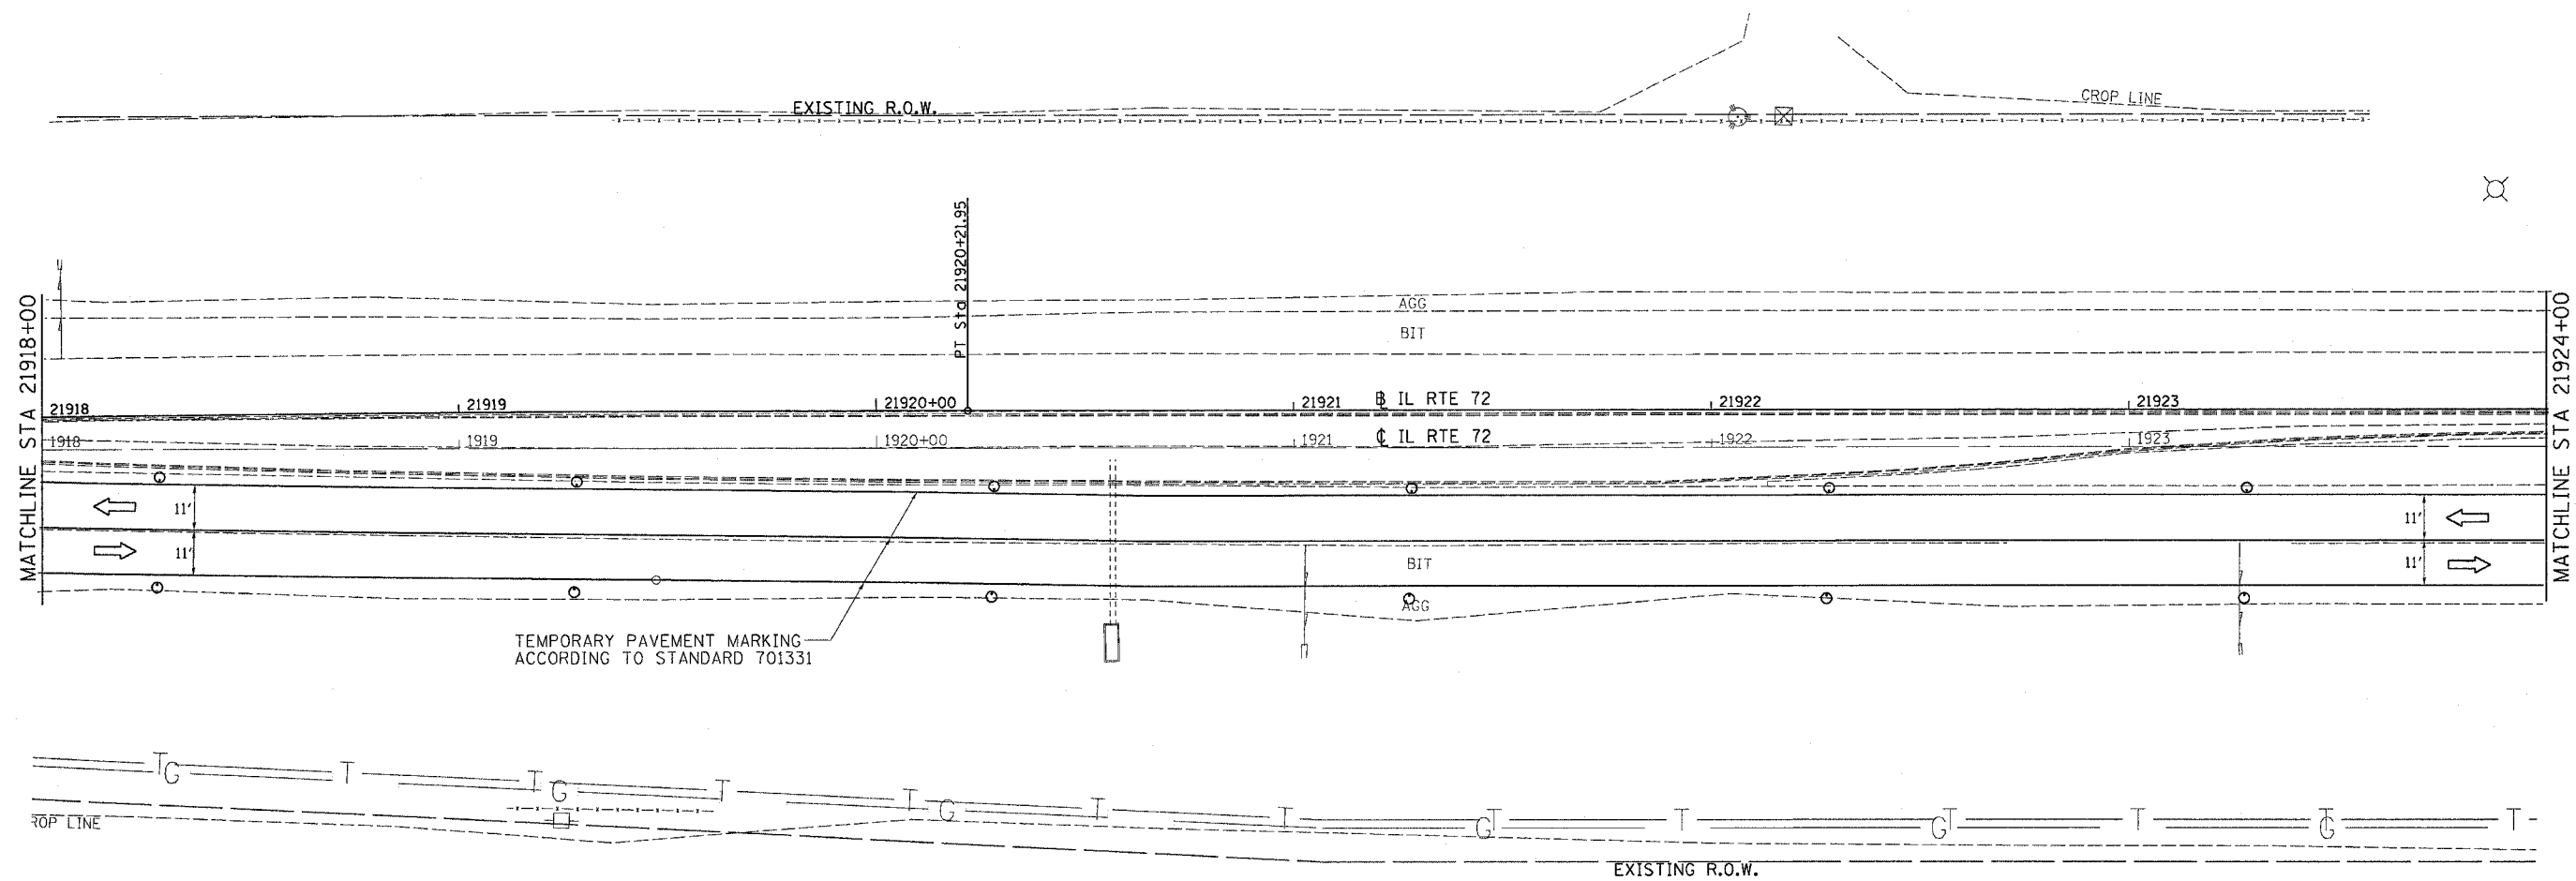 EXISTING R.O.W.
CROP LINE
PT Sta 21920+21.95
MATCHLINE STA 21918+00
MATCHLINE STA 21924+00
AGG
BIT
21918
21919
21920+00
21921
℄ IL RTE 72
21922
21923
1918
1919
1920+00
1921
℄ IL RTE 72
1922
1923
11'
11'
11'
11'
BIT
AGG
TEMPORARY PAVEMENT MARKING
ACCORDING TO STANDARD 701331
T
G
T
T
G
T
T
G
T
T
T
G
T
T
G
T
T
G
T
ROP LINE
EXISTING R.O.W.